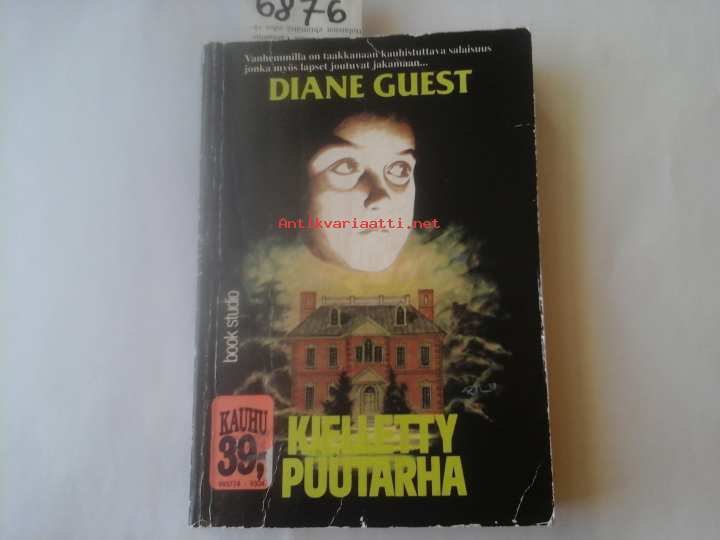 6876
Vanhemmilla on taakkanaan kauhistuttava salaisuus
jonka myös lapset joutuvat jakamaan...
DIANE GUEST
Antikvariaatti.net
book studio
KAUHU
39,-
KIELLETTY
PUUTARHA